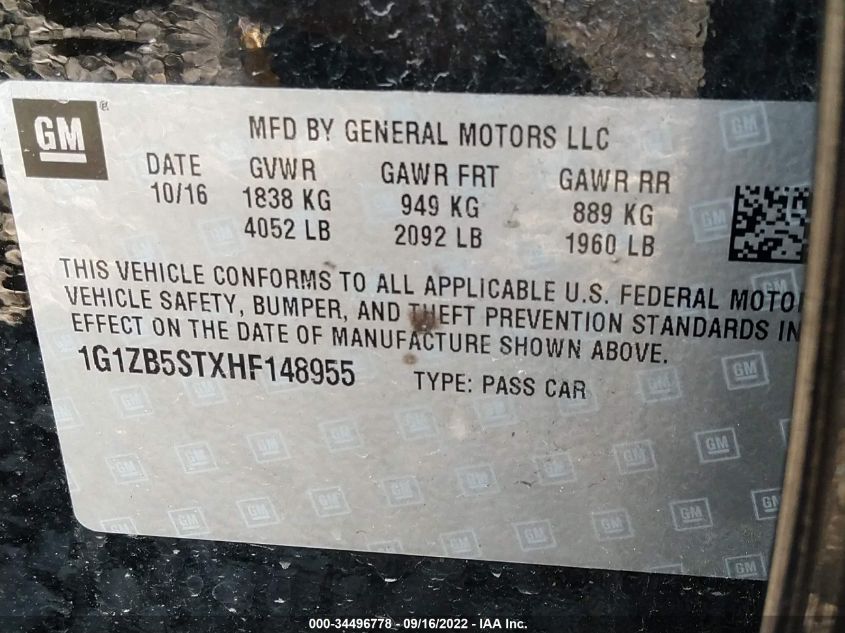 GM
MFD BY GENERAL MOTORS LLC
DATE GVWR GAWR FRT GAWR RR
10/16 1838 KG 949 KG 889 KG
4052 LB 2092 LB 1960 LB
THIS VEHICLE CONFORMS TO ALL APPLICABLE U.S. FEDERAL MOTO
VEHICLE SAFETY, BUMPER, AND THEFT PREVENTION STANDARDS IN
EFFECT ON THE DATE OF MANUFACTURE SHOWN ABOVE.
1G1ZB5STXHF148955 TYPE: PASS CAR
000-34496778 - 09/16/2022 - IAA Inc.